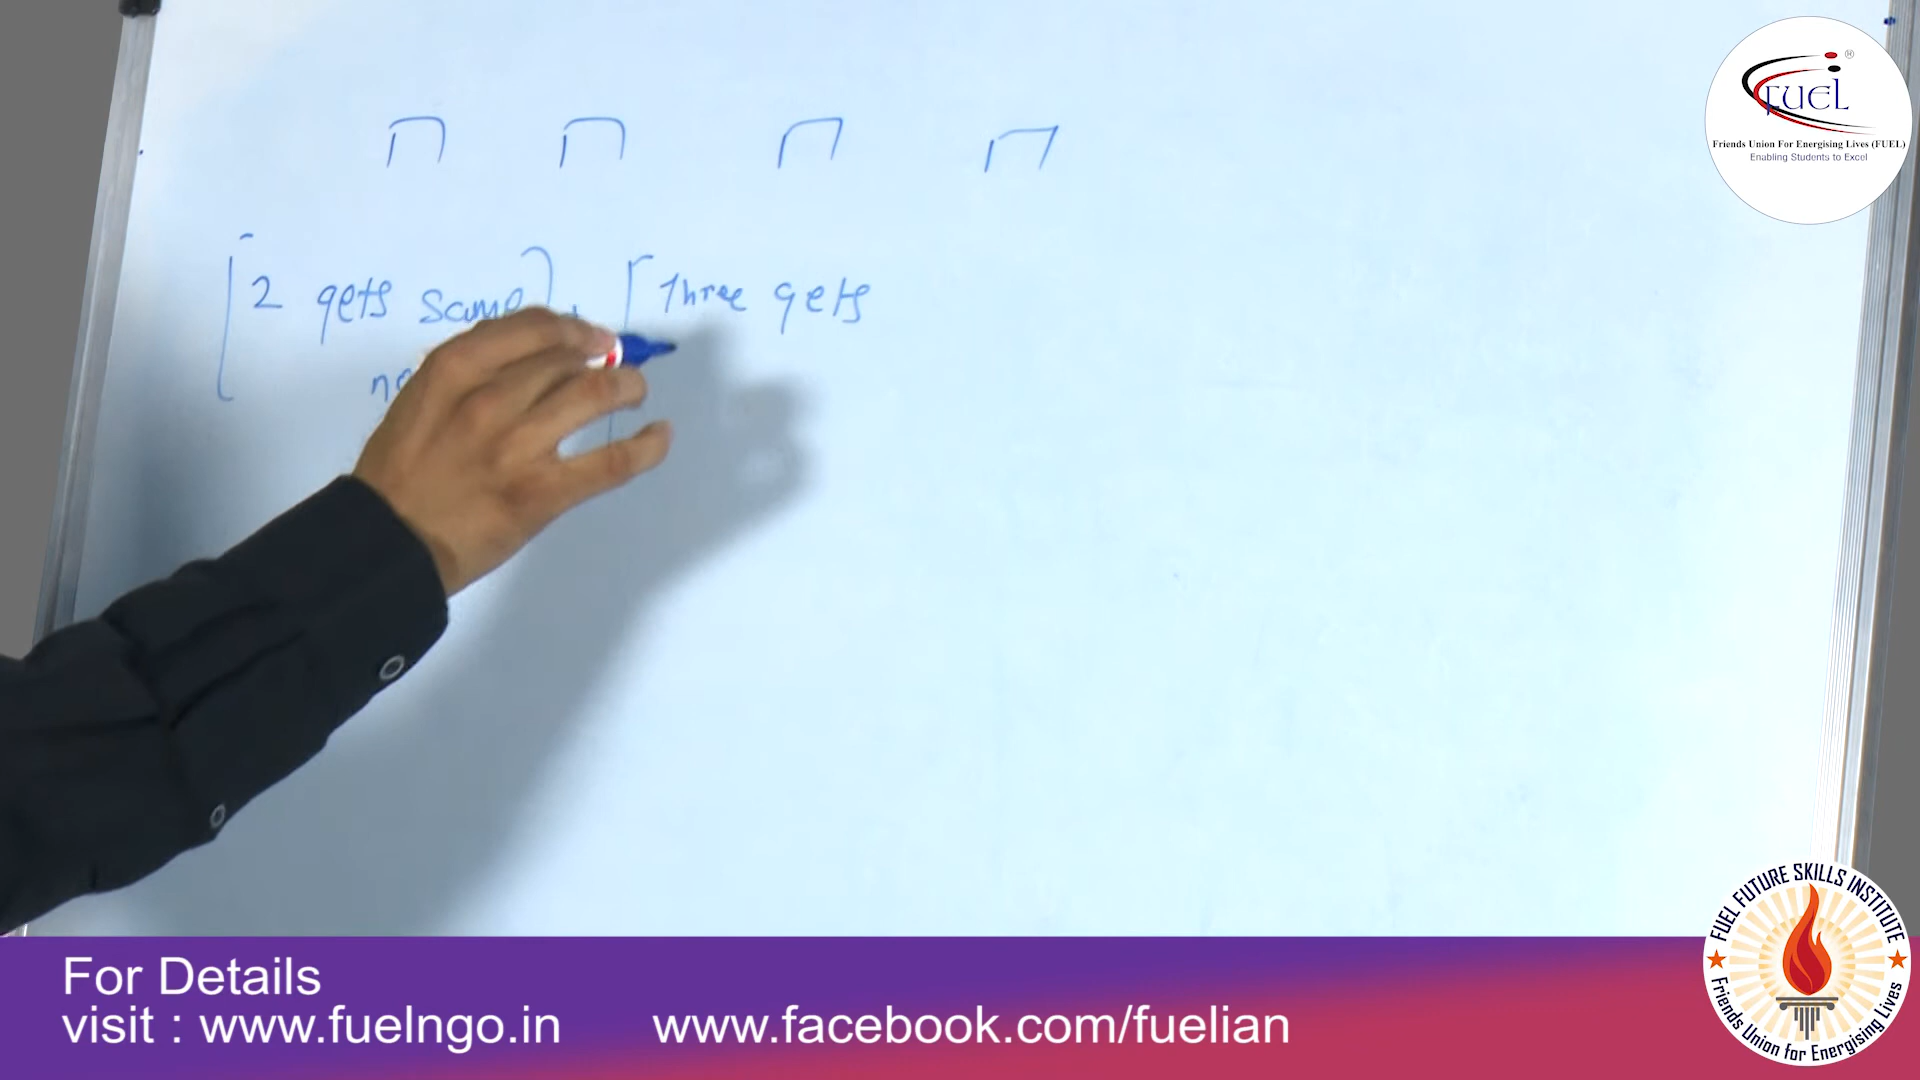 [2 gets same] + [Three gets
FUEL ®
Friends Union For Energising Lives (FUEL)
Enabling Students to Excel
FUEL FUTURE SKILLS INSTITUTE
Friends Union for Energising Lives
For Details
visit : www.fuelngo.in www.facebook.com/fuelian